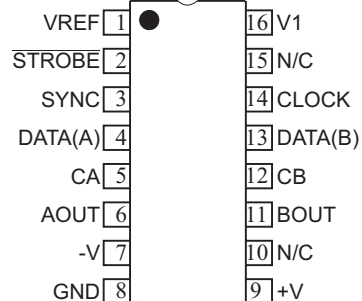 VREF 1 16 V1
STROBE 2 15 N/C
SYNC 3 14 CLOCK
DATA(A) 4 13 DATA(B)
CA 5 12 CB
AOUT 6 11 BOUT
-V 7 10 N/C
GND 8 9 +V